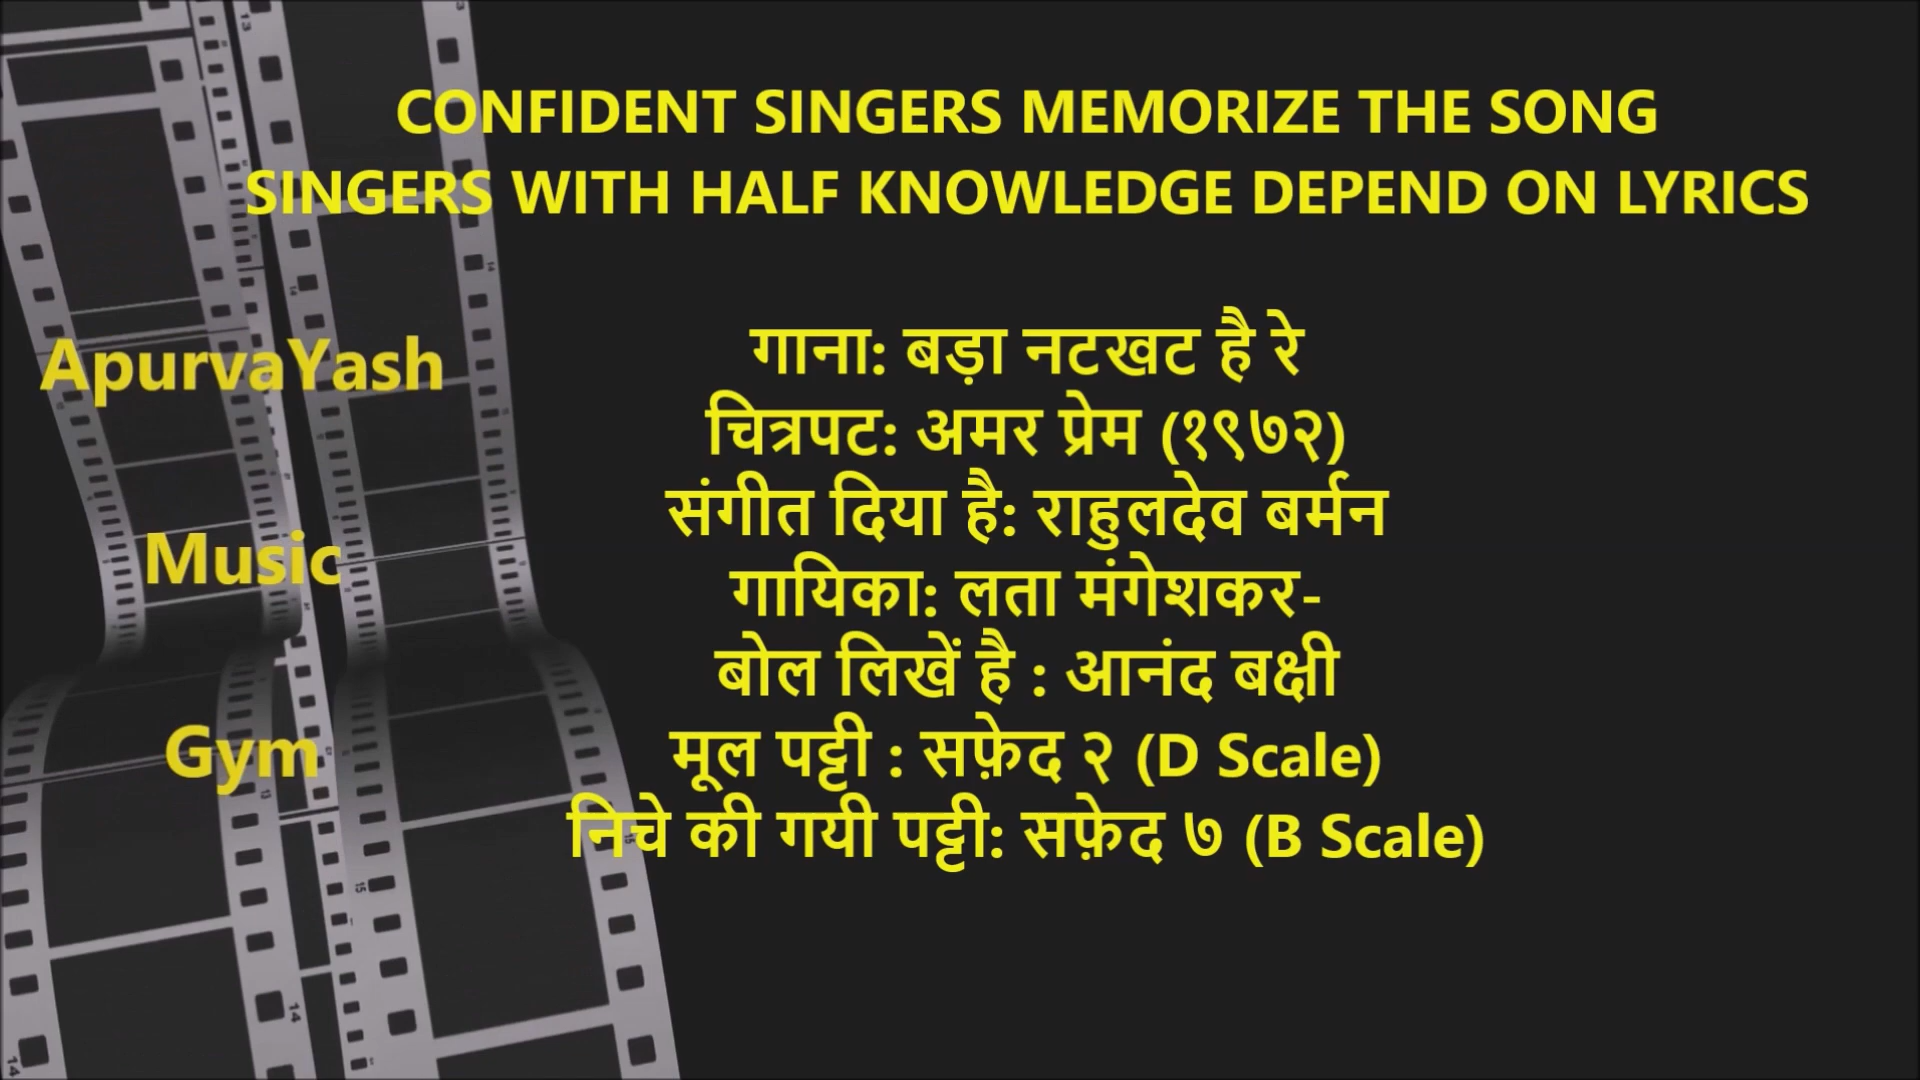 CONFIDENT SINGERS MEMORIZE THE SONG
SINGERS WITH HALF KNOWLEDGE DEPEND ON LYRICS
ApurvaYash
Music
Gym
गाना: बड़ा नटखट है रे
चित्रपट: अमर प्रेम (१९७२)
संगीत दिया है: राहुलदेव बर्मन
गायिका: लता मंगेशकर-
बोल लिखें है : आनंद बक्षी
मूल पट्टी : सफ़ेद २ (D Scale)
निचे की गयी पट्टी: सफ़ेद ७ (B Scale)